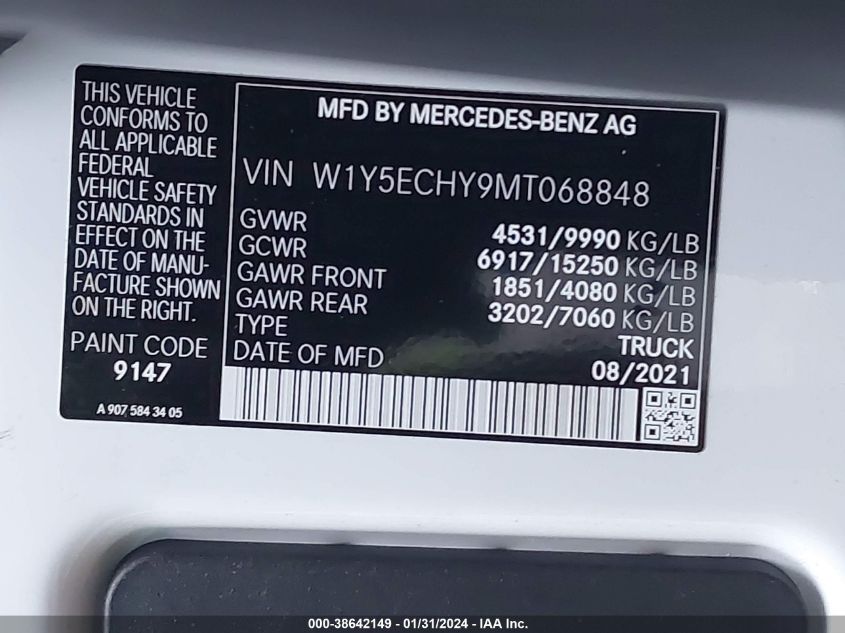 THIS VEHICLE
CONFORMS TO
ALL APPLICABLE
FEDERAL
VEHICLE SAFETY
STANDARDS IN
EFFECT ON THE
DATE OF MANU-
FACTURE SHOWN
ON THE RIGHT.
PAINT CODE
9147
A 907 584 34 05
MFD BY MERCEDES-BENZ AG
VIN W1Y5ECHY9MT068848
GVWR 4531/9990 KG/LB
GCWR 6917/15250 KG/LB
GAWR FRONT 1851/4080 KG/LB
GAWR REAR 3202/7060 KG/LB
TYPE TRUCK
DATE OF MFD 08/2021
000-38642149 - 01/31/2024 - IAA Inc.